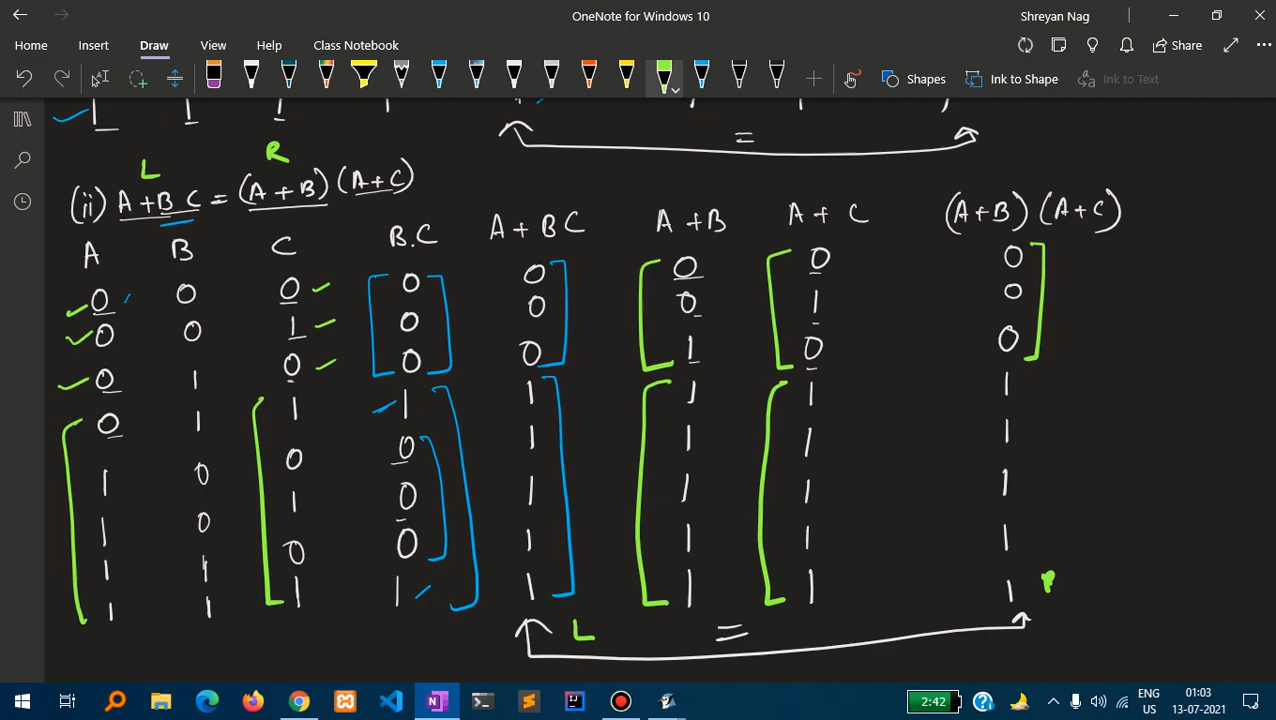 OneNote for Windows 10
Shreyan Nag
Home Insert Draw View Help Class Notebook
Share
Shapes Ink to Shape Ink to Text
1 1 1
=
L R
(ii) A+B C = (A+B) (A+C)
A B C B.C A+BC A+B A+C (A+B) (A+C)
0 0 0 0 0 0 0 0
0 0 1 0 0 0 1 0
0 1 0 0 0 1 0 0
0 1 1 1 1 1 1 1
1 0 0 0 1 1 1 1
1 0 1 0 1 1 1 1
1 1 0 0 1 1 1 1
1 1 1 1 1 1 1 1
L =
2:42
ENG
US
01:03
13-07-2021